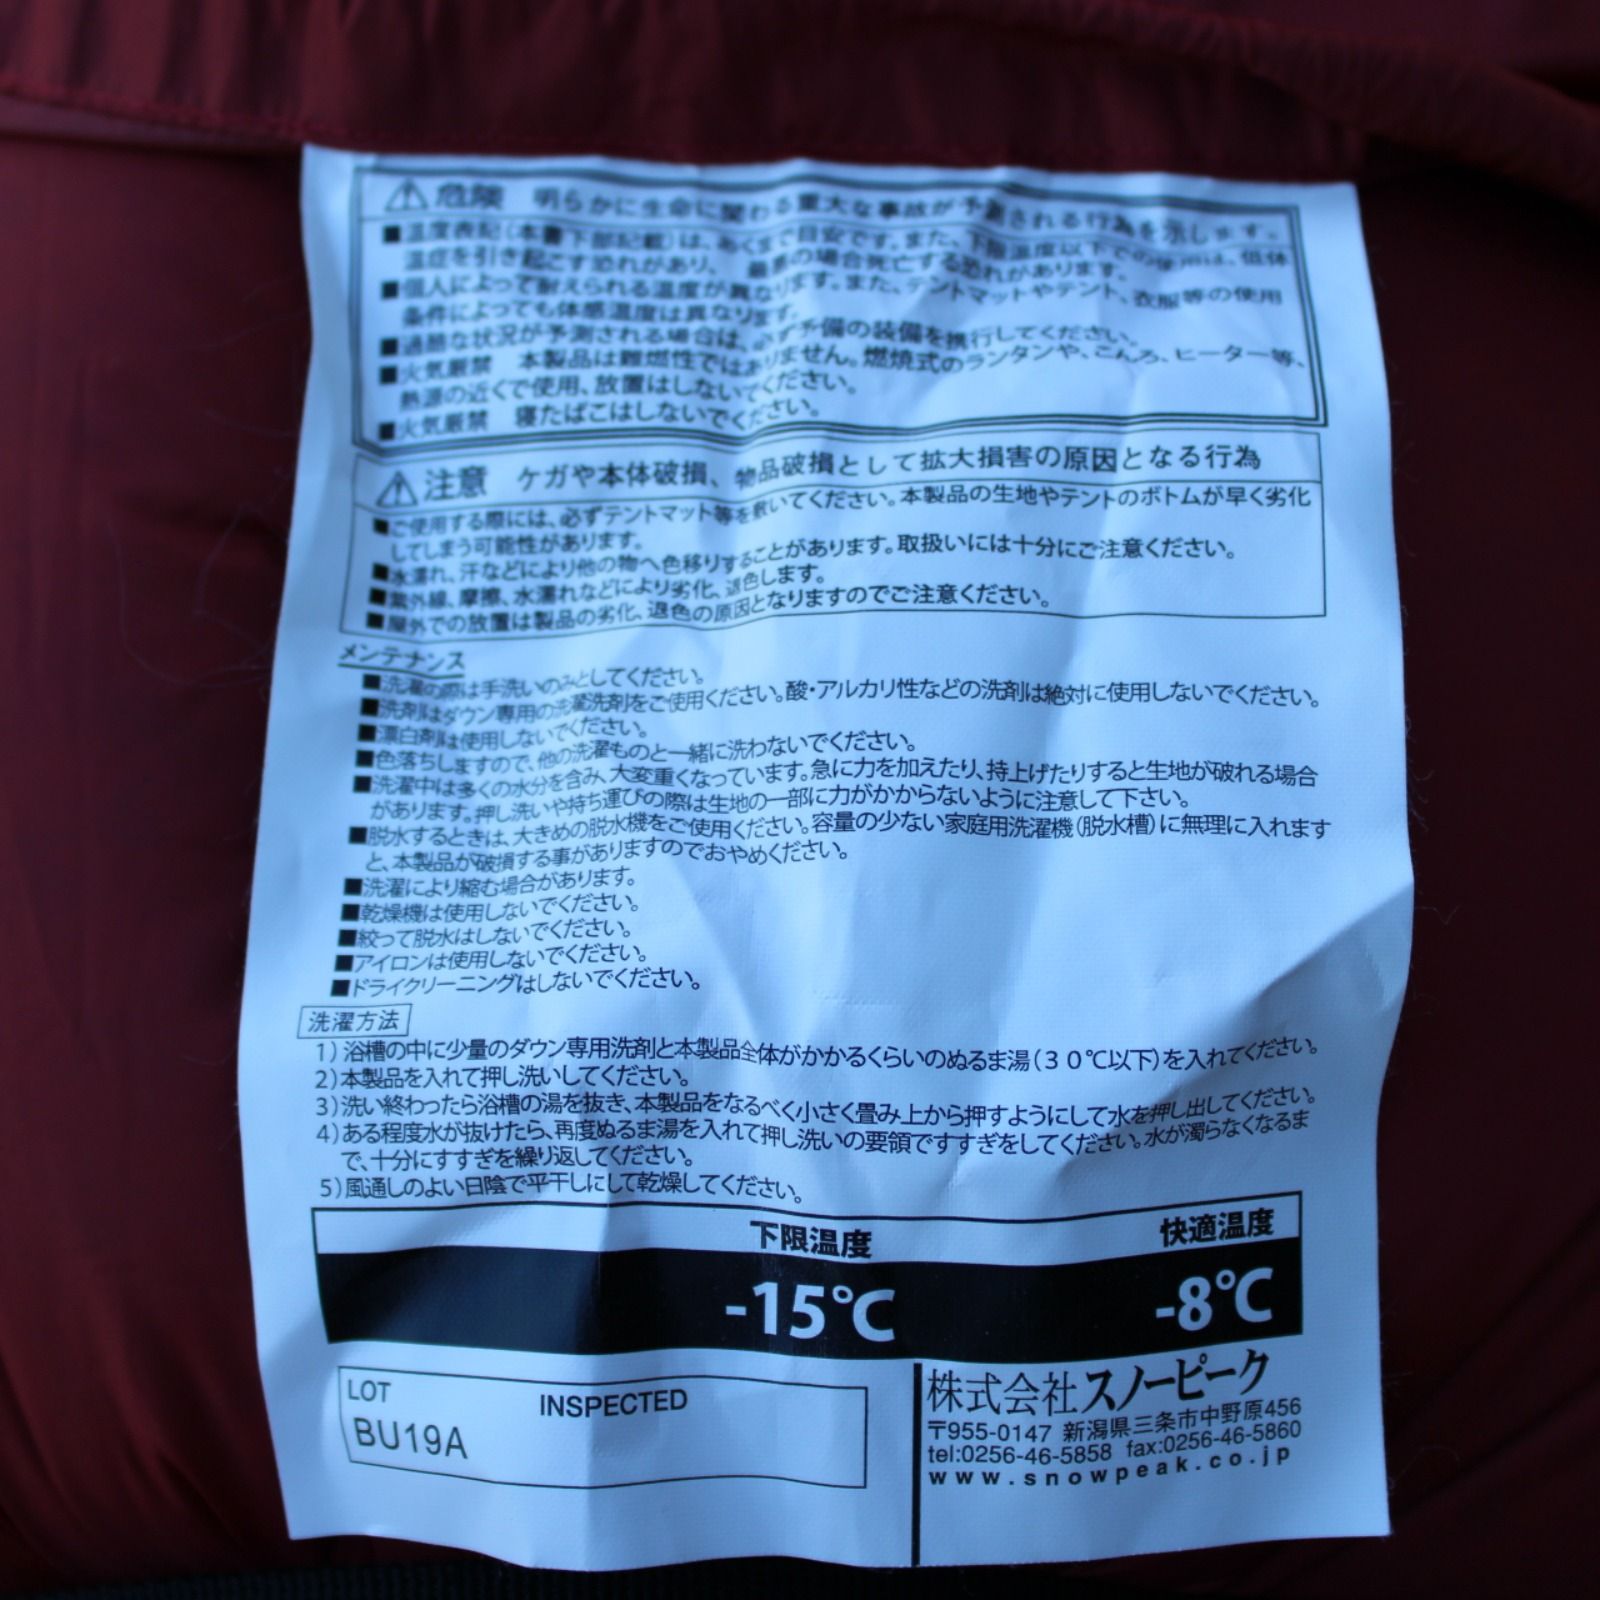 危険 明らかに生命に関わる重大な事故が予測される行為を示します。
■温度表記(本書下部記載)は、あくまで目安です。また、下限温度以下での使用は、低体
温症を引き起こす恐れがあり、 最悪の場合死亡する恐れがあります。
■個人によって耐えられる温度が異なります。また、テントマットやテント、衣服等の使用
条件によっても体感温度は異なります。
■過酷な状況が予測される場合は、必ず予備の装備を携行してください。
■火気厳禁 本製品は難燃性ではありません。燃焼式のランタンや、こんろ、ヒーター等、
熱源の近くで使用、放置はしないでください。
■火気厳禁 寝たばこはしないでください。
注意 ケガや本体破損、物品破損として拡大損害の原因となる行為
■ご使用する際には、必ずテントマット等を敷いてください。本製品の生地やテントのボトムが早く劣化
してしまう可能性があります。
■水濡れ、汗などにより他の物へ色移りすることがあります。取扱いには十分にご注意ください。
■紫外線、摩擦、水濡れなどにより劣化、退色します。
■屋外での放置は製品の劣化、退色の原因となりますのでご注意ください。
メンテナンス
■洗濯の際は手洗いのみとしてください。
■洗剤はダウン専用の洗濯洗剤をご使用ください。酸・アルカリ性などの洗剤は絶対に使用しないでください。
■漂白剤は使用しないでください。
■色落ちしますので、他の洗濯ものと一緒に洗わないでください。
■洗濯中は多くの水分を含み、大変重くなっています。急に力を加えたり、持上げたりすると生地が破れる場合
があります。押し洗いや持ち運びの際は生地の一部に力がかからないように注意して下さい。
■脱水するときは、大きめの脱水機をご使用ください。容量の少ない家庭用洗濯機(脱水槽)に無理に入れます
と、本製品が破損する事がありますのでおやめください。
■洗濯により縮む場合があります。
■乾燥機は使用しないでください。
■絞って脱水はしないでください。
■アイロンは使用しないでください。
■ドライクリーニングはしないでください。
洗濯方法
1)浴槽の中に少量のダウン専用洗剤と本製品全体がかかるくらいのぬるま湯(30℃以下)を入れてください。
2)本製品を入れて押し洗いしてください。
3)洗い終わったら浴槽の湯を抜き、本製品をなるべく小さく畳み上から押すようにして水を押し出してください。
4)ある程度水が抜けたら、再度ぬるま湯を入れて押し洗いの要領ですすぎをしてください。水が濁らなくなるま
で、十分にすすぎを繰り返してください。
5)風通しのよい日陰で平干しにして乾燥してください。
下限温度 快適温度
-15℃ -8℃
LOT INSPECTED
BU19A
株式会社スノーピーク
〒955-0147 新潟県三条市中野原456
tel:0256-46-5858 fax:0256-46-5860
www.snowpeak.co.jp